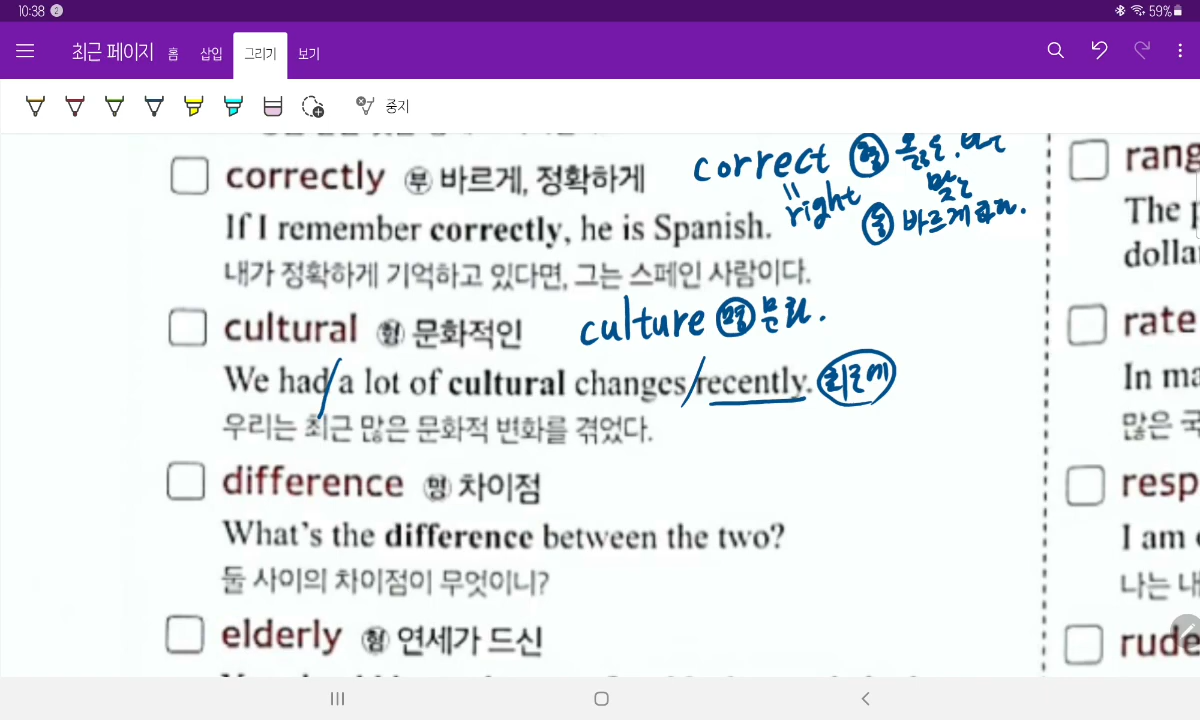 10:38 2 59%
최근 페이지 홈 삽입 그리기 보기
중지
correctly 부 바르게, 정확하게
correct 형 옳은.
맞는
"
right
동 바르게 하다.
If I remember correctly, he is Spanish.
내가 정확하게 기억하고 있다면, 그는 스페인 사람이다.
cultural 형 문화적인
culture 명 문화.
We had/a lot of cultural changes/recently. 최근에
우리는 최근 많은 문화적 변화를 겪었다.
difference 명 차이점
What's the difference between the two?
둘 사이의 차이점이 무엇이니?
elderly 형 연세가 드신
rang
The p
dolla
rate
In ma
많은 국
resp
I am
나는 내
rude